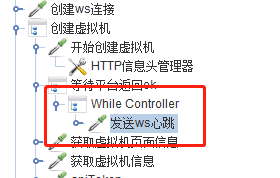 创建ws连接
创建虚拟机
开始创建虚拟机
HTTP信息头管理器
等待平台返回ok
While Controller
发送ws心跳
获取虚拟机页面信息
获取虚拟机信息
apiToken